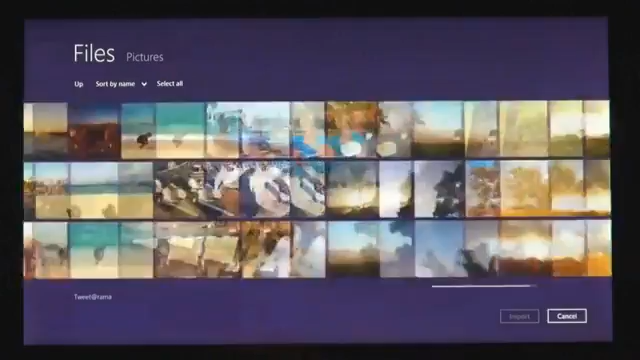 Files Pictures
Up Sort by name Select all
Tweet@rama
Import Cancel